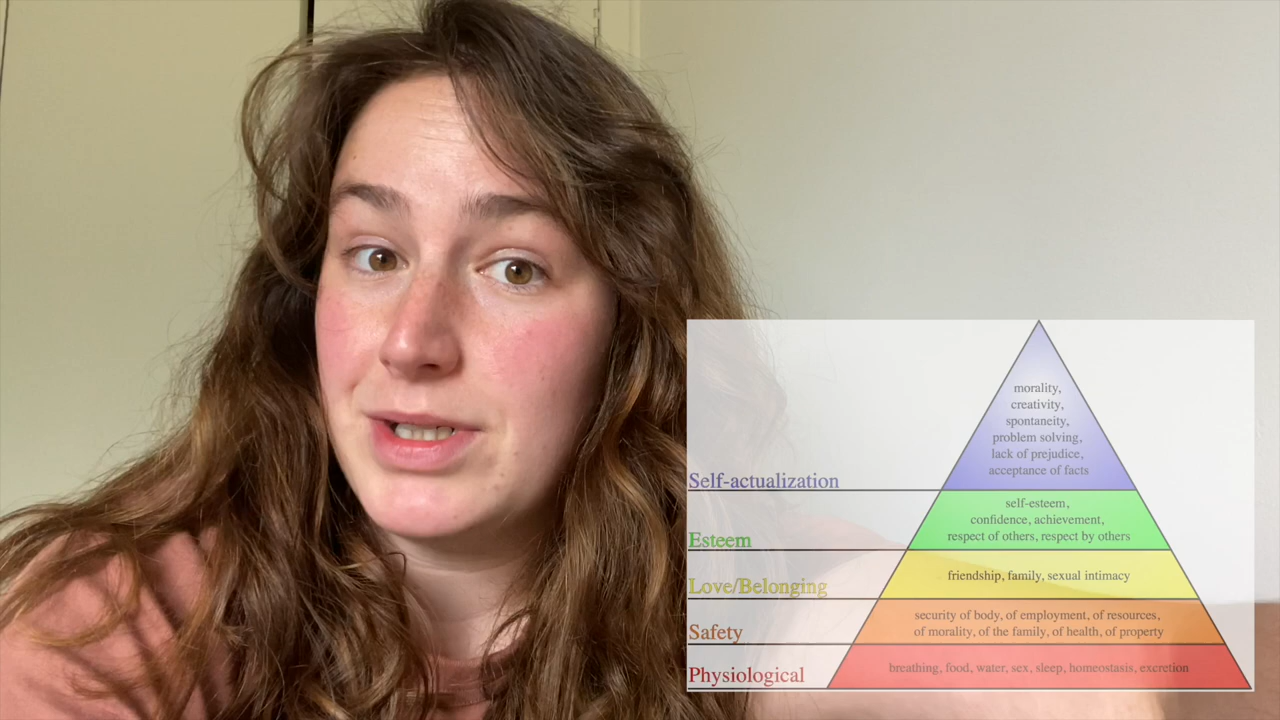 morality,
creativity,
spontaneity,
problem solving,
lack of prejudice,
acceptance of facts
Self-actualization
self-esteem,
confidence, achievement,
respect of others, respect by others
Esteem
friendship, family, sexual intimacy
Love/Belonging
security of body, of employment, of resources,
of morality, of the family, of health, of property
Safety
breathing, food, water, sex, sleep, homeostasis, excretion
Physiological